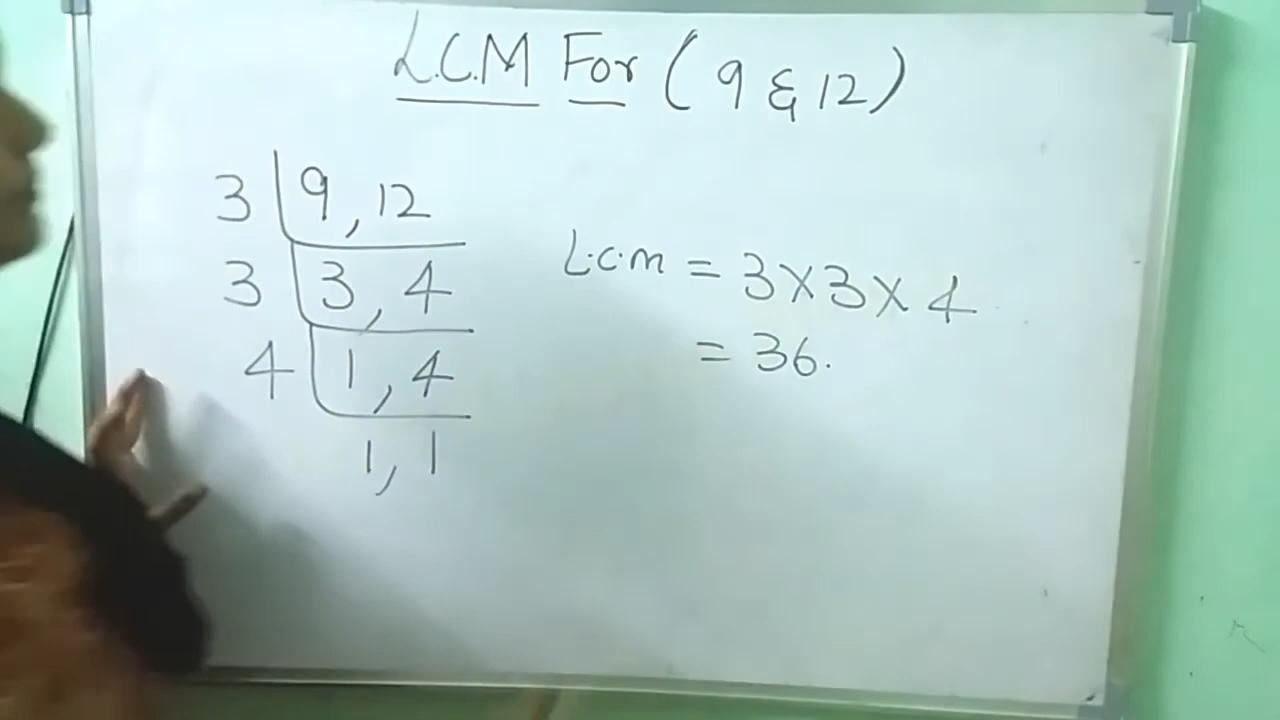 L.C.M For ( 9 & 12 )
3 9 , 12
3 3 , 4
4 1 , 4
1 , 1
L.C.M = 3 X 3 X 4
= 36.